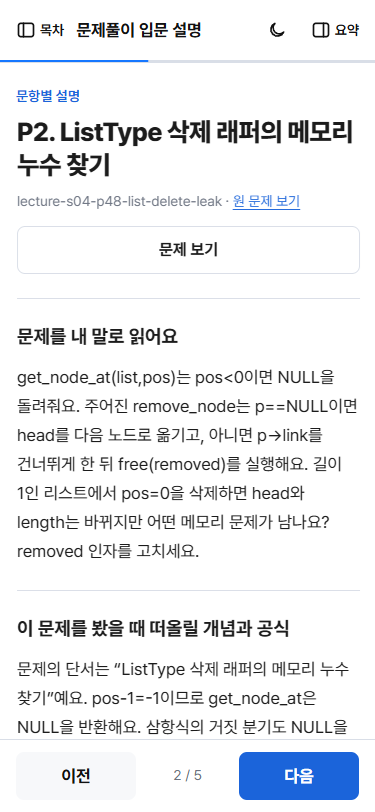 목차 문제풀이 입문 설명 요약
문항별 설명
P2. ListType 삭제 래퍼의 메모리
누수 찾기
lecture-s04-p48-list-delete-leak · 원 문제 보기
문제 보기
문제를 내 말로 읽어요
get_node_at(list,pos)는 pos<0이면 NULL을
돌려줘요. 주어진 remove_node는 p==NULL이면
head를 다음 노드로 옮기고, 아니면 p→link를
건너뛰게 한 뒤 free(removed)를 실행해요. 길이
1인 리스트에서 pos=0을 삭제하면 head와
length는 바뀌지만 어떤 메모리 문제가 남나요?
removed 인자를 고치세요.
이 문제를 봤을 때 떠올릴 개념과 공식
문제의 단서는 “ListType 삭제 래퍼의 메모리 누수
찾기”예요. pos-1=-1이므로 get_node_at은
NULL을 반환해요. 삼항식의 거짓 분기도 NULL을
이전 2 / 5 다음